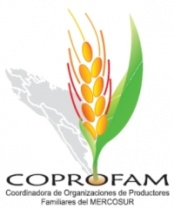 COPROFAM
Coordinadora de Organizaciones de Productores
Familiares del MERCOSUR